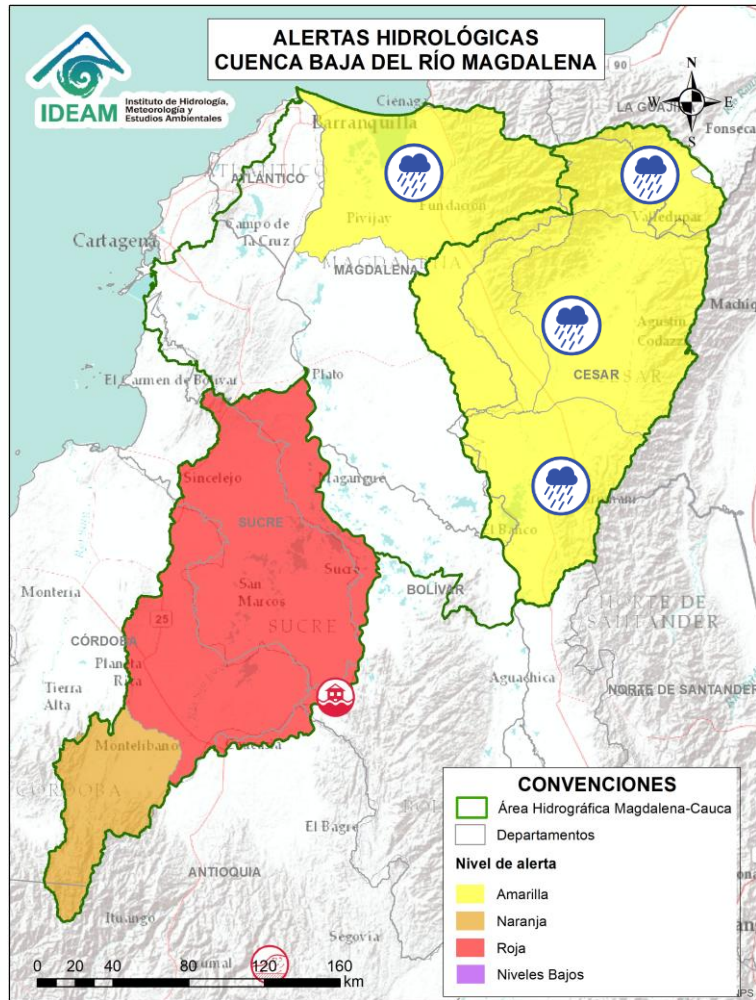 ALERTAS HIDROLÓGICAS
CUENCA BAJA DEL RÍO MAGDALENA
IDEAM
Instituto de Hidrología,
Meteorología y
Estudios Ambientales
90
N
W
E
S
LA GUAJI
Fonseca
Ciénaga
Barranquilla
ATLÁNTICO
Fundación
Pivijay
Valledupar
Campo de
la Cruz
Cartagena
MAGDALENA
Agustín
Codazzi
CESAR
El Carmen de Bolívar
Plato
Sincelejo
Magangué
SUCRE
El Banco
San
Marcos
Sucre
SUCRE
BOLÍVAR
Montería
25
CÓRDOBA
Planeta
Rica
NORTE DE
SANTANDER
Tierra
Alta
Aguachica
NORTE DE SANTANDER
Montelíbano
CÓRDOBA
El Bagre
ANTIOQUIA
Ituango
Segovia
0 20 40 80 120 160
km
CONVENCIONES
Área Hidrográfica Magdalena-Cauca
Departamentos
Nivel de alerta
Amarilla
Naranja
Roja
Niveles Bajos